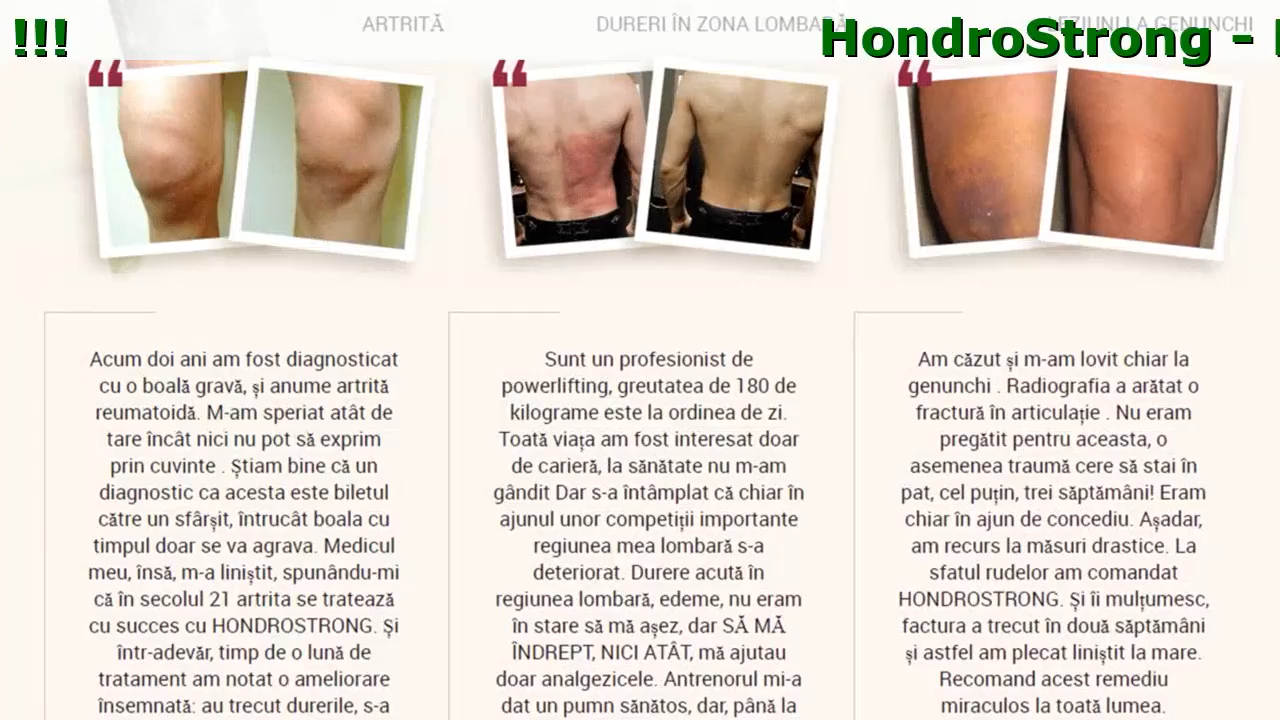 ARTRITĂ
DURERI ÎN ZONA LOMBARĂ
LEZIUNI LA GENUNCHI
!!!
HondroStrong -
Acum doi ani am fost diagnosticat
cu o boală gravă, și anume artrită
reumatoidă. M-am speriat atât de
tare încât nici nu pot să exprim
prin cuvinte . Știam bine că un
diagnostic ca acesta este biletul
către un sfârșit, întrucât boala cu
timpul doar se va agrava. Medicul
meu, însă, m-a liniștit, spunându-mi
că în secolul 21 artrita se tratează
cu succes cu HONDROSTRONG. Și
într-adevăr, timp de o lună de
tratament am notat o ameliorare
însemnată: au trecut durerile, s-a
Sunt un profesionist de
powerlifting, greutatea de 180 de
kilograme este la ordinea de zi.
Toată viața am fost interesat doar
de carieră, la sănătate nu m-am
gândit Dar s-a întâmplat că chiar în
ajunul unor competiții importante
regiunea mea lombară s-a
deteriorat. Durere acută în
regiunea lombară, edeme, nu eram
în stare să mă așez, dar SĂ MĂ
ÎNDREPT, NICI ATÂT, mă ajutau
doar analgezicele. Antrenorul mi-a
dat un pumn sănătos, dar, până la
Am căzut și m-am lovit chiar la
genunchi . Radiografia a arătat o
fractură în articulație . Nu eram
pregătit pentru aceasta, o
asemenea traumă cere să stai în
pat, cel puțin, trei săptămâni! Eram
chiar în ajun de concediu. Așadar,
am recurs la măsuri drastice. La
sfatul rudelor am comandat
HONDROSTRONG. Și îi mulțumesc,
factura a trecut în două săptămâni
și astfel am plecat liniștit la mare.
Recomand acest remediu
miraculos la toată lumea.